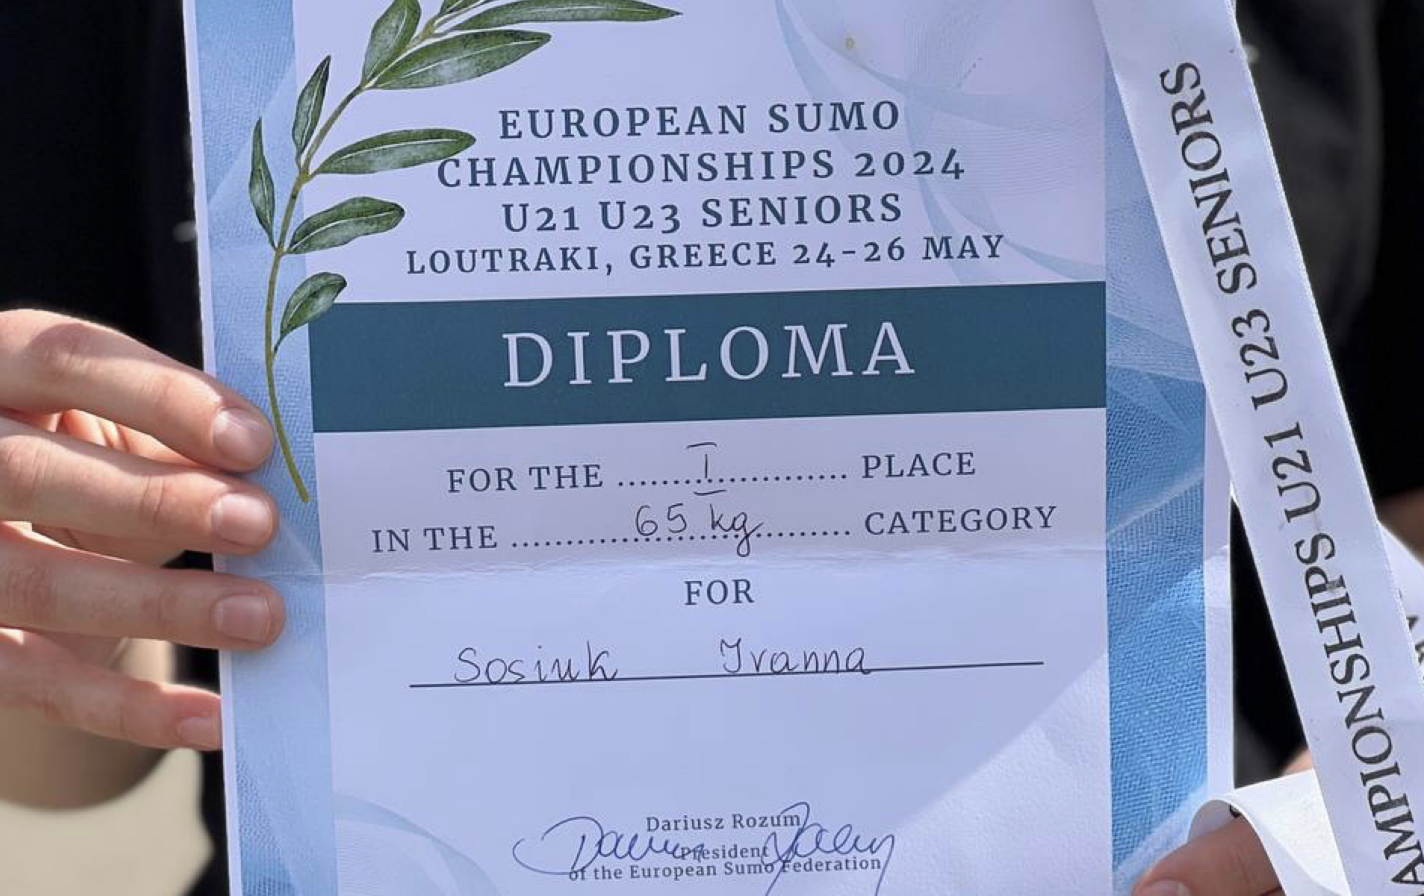 EUROPEAN SUMO
CHAMPIONSHIPS 2024
U21 U23 SENIORS
LOUTRAKI, GREECE 24-26 MAY
DIPLOMA
FOR THE ........I.............. PLACE
IN THE ............65 kg......... CATEGORY
FOR
Sosiuk Ivanna
Dariusz Rozum
President
of the European Sumo Federation
AMPIONSHIPS U21 U23 SENIORS